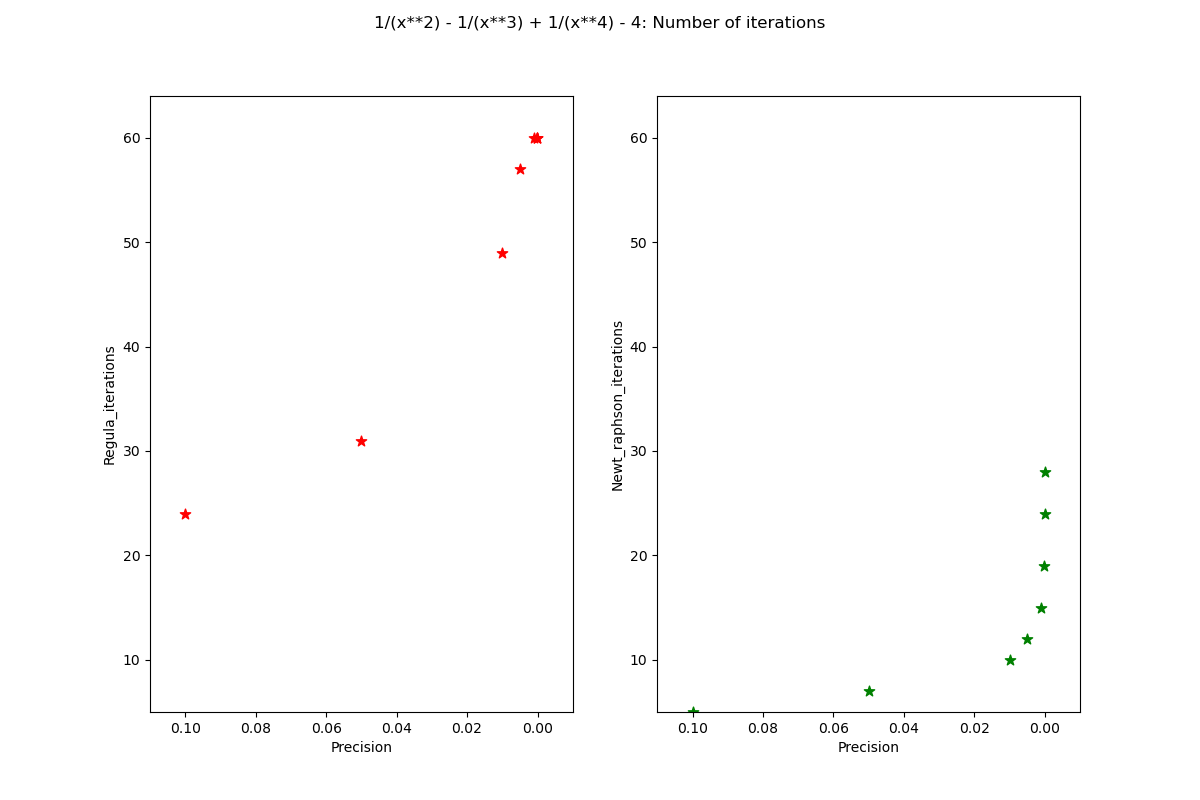 1/(x**2) - 1/(x**3) + 1/(x**4) - 4: Number of iterations
Regula_iterations
60
50
40
30
20
10
0.10 0.08 0.06 0.04 0.02 0.00
Precision
Newt_raphson_iterations
60
50
40
30
20
10
0.10 0.08 0.06 0.04 0.02 0.00
Precision